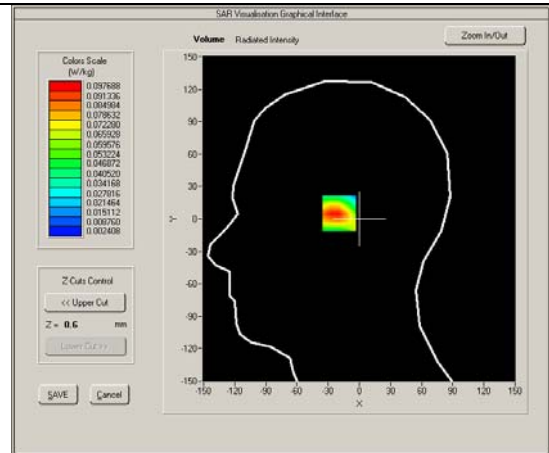 SAR Visualisation Graphical Interface
Volume Radiated Intensity
Zoom In/Out
Colors Scale
(W/kg)
0.097688
0.091336
0.084984
0.078632
0.072280
0.065928
0.059576
0.053224
0.046872
0.040520
0.034168
0.027816
0.021464
0.015112
0.008760
0.002408
Z Cuts Control
<< Upper Cut
Z = 0.6 mm
Lower Cut >>
SAVE Cancel
150-
120-
90-
60-
30-
0-
-30-
-60-
-90-
-120-
-150-
Y
-150 -120 -90 -60 -30 0 30 60 90 120 150
X